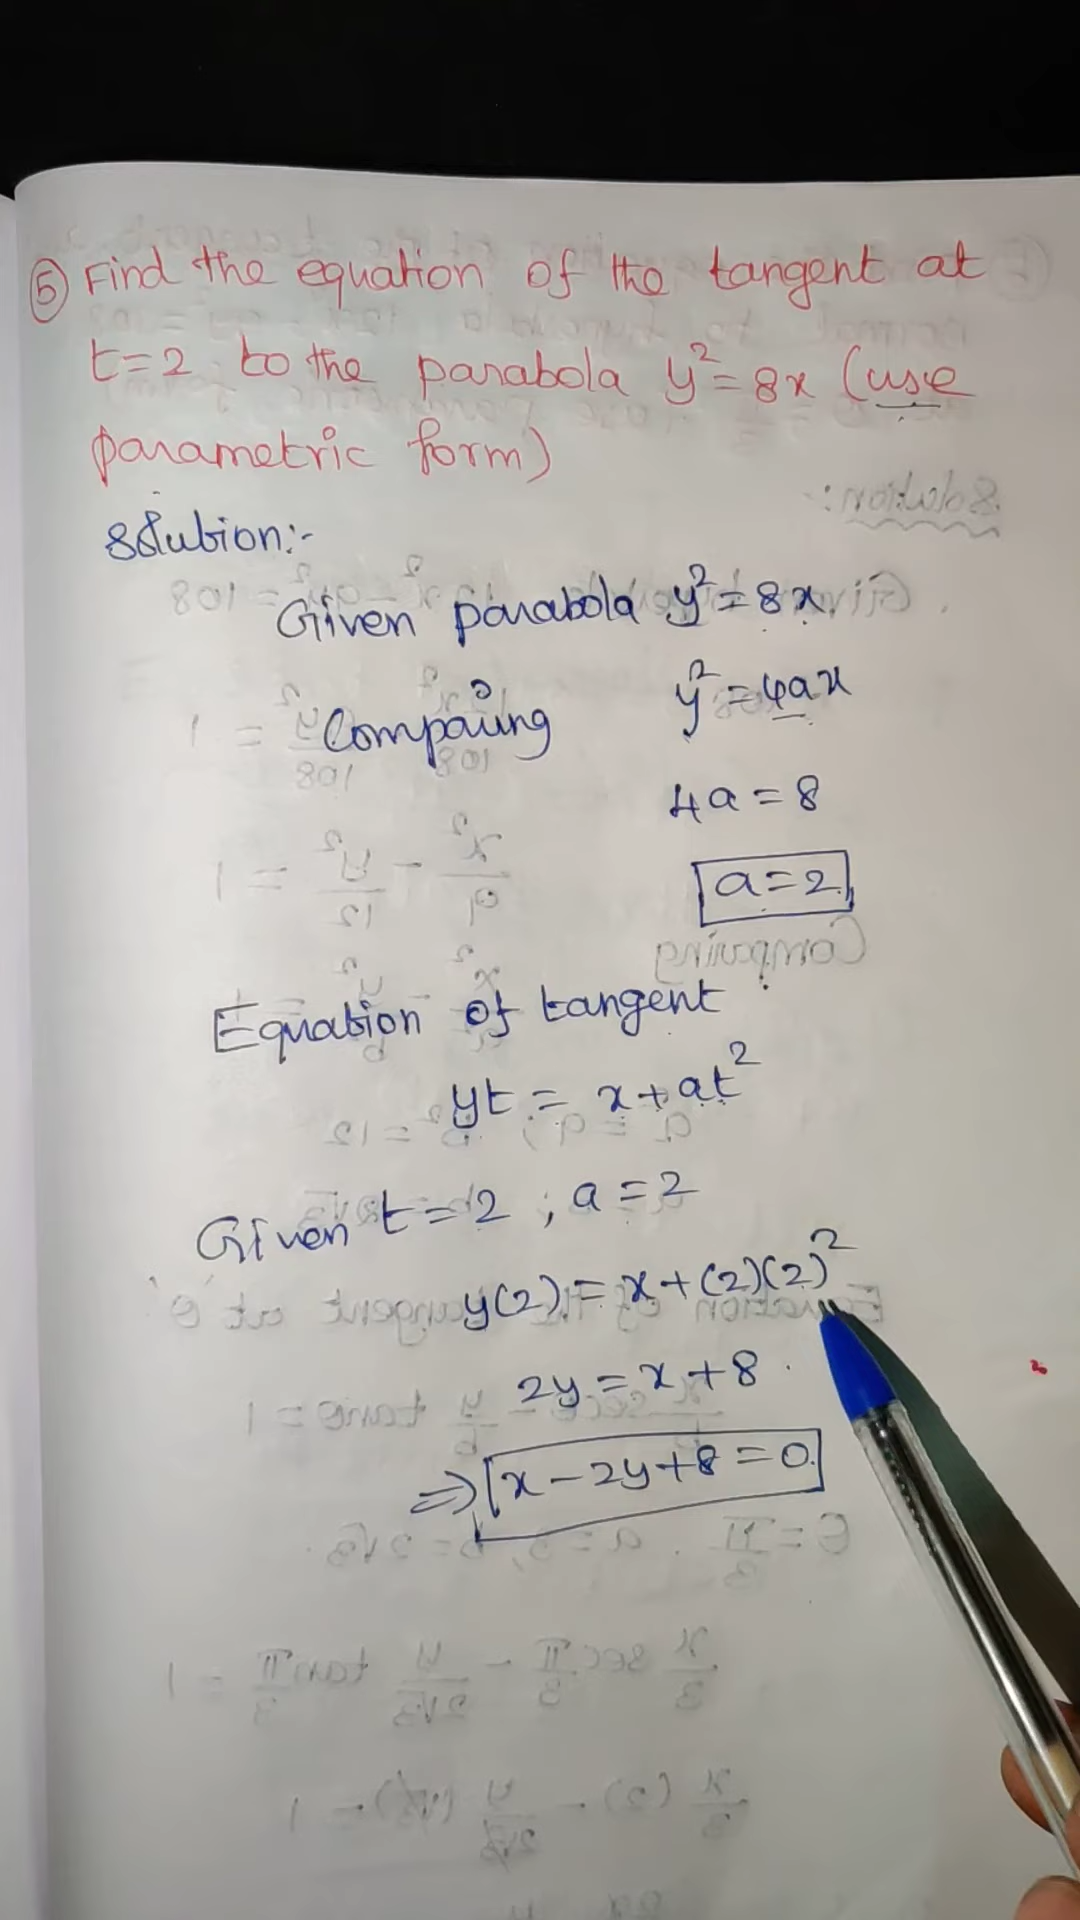 ⑤ Find the equation of the tangent at
t=2 to the parabola y²=8x (use
parametric form)
Solution:-
Given parabola y²=8x
y²=4ax
Comparing
4a=8
a=2
Equation of tangent
yt = x+at²
Given t=2 ; a=2
y(2) = x+(2)(2)²
2y = x+8
⇒ x-2y+8=0